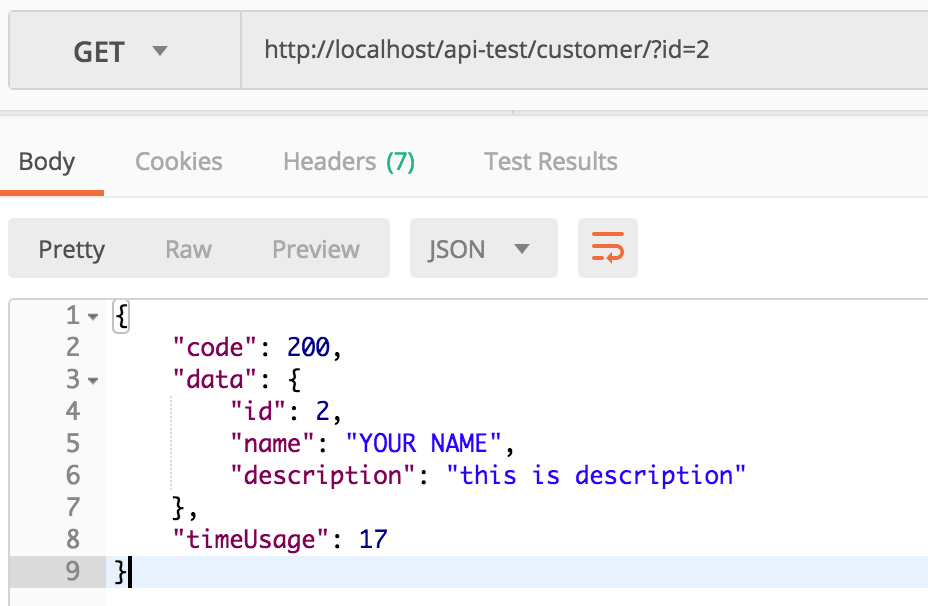 GET http://localhost/api-test/customer/?id=2
Body Cookies Headers (7) Test Results
Pretty Raw Preview JSON
1 {
2 "code": 200,
3 "data": {
4 "id": 2,
5 "name": "YOUR NAME",
6 "description": "this is description"
7 },
8 "timeUsage": 17
9 }